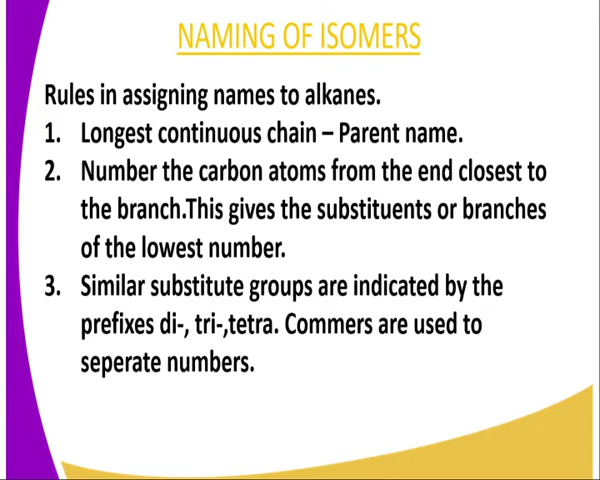 NAMING OF ISOMERS
Rules in assigning names to alkanes.
1. Longest continuous chain – Parent name.
2. Number the carbon atoms from the end closest to
the branch.This gives the substituents or branches
of the lowest number.
3. Similar substitute groups are indicated by the
prefixes di-, tri-,tetra. Commers are used to
seperate numbers.